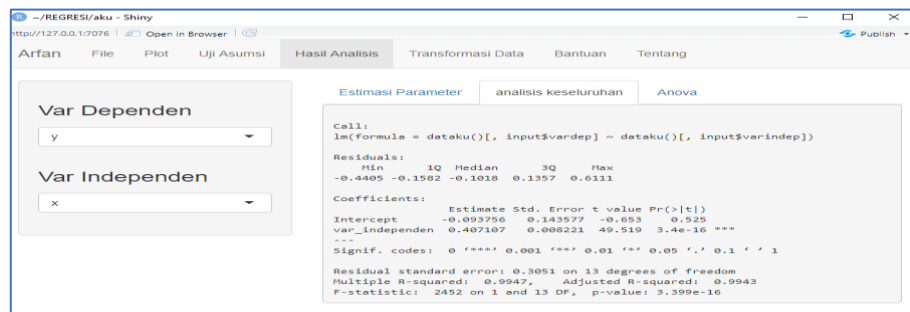 ~/REGRESI/aku - Shiny
http://127.0.0.1:7076 Open in Browser Publish
Arfan File Plot Uji Asumsi Hasil Analisis Transformasi Data Bantuan Tentang
Var Dependen
y
Var Independen
x
Estimasi Parameter analisis keseluruhan Anova
Call:
lm(formula = dataku()[, input$vardep] ~ dataku()[, input$varindep])
Residuals:
Min 1Q Median 3Q Max
-0.4405 -0.1582 -0.1018 0.1357 0.6111
Coefficients:
Estimate Std. Error t value Pr(>|t|)
Intercept -0.093756 0.143577 -0.653 0.525
var_independen 0.407107 0.008221 49.519 3.4e-16 ***
---
Signif. codes: 0 ‘***’ 0.001 ‘**’ 0.01 ‘*’ 0.05 ‘.’ 0.1 ‘ ’ 1
Residual standard error: 0.3051 on 13 degrees of freedom
Multiple R-squared: 0.9947, Adjusted R-squared: 0.9943
F-statistic: 2452 on 1 and 13 DF, p-value: 3.399e-16